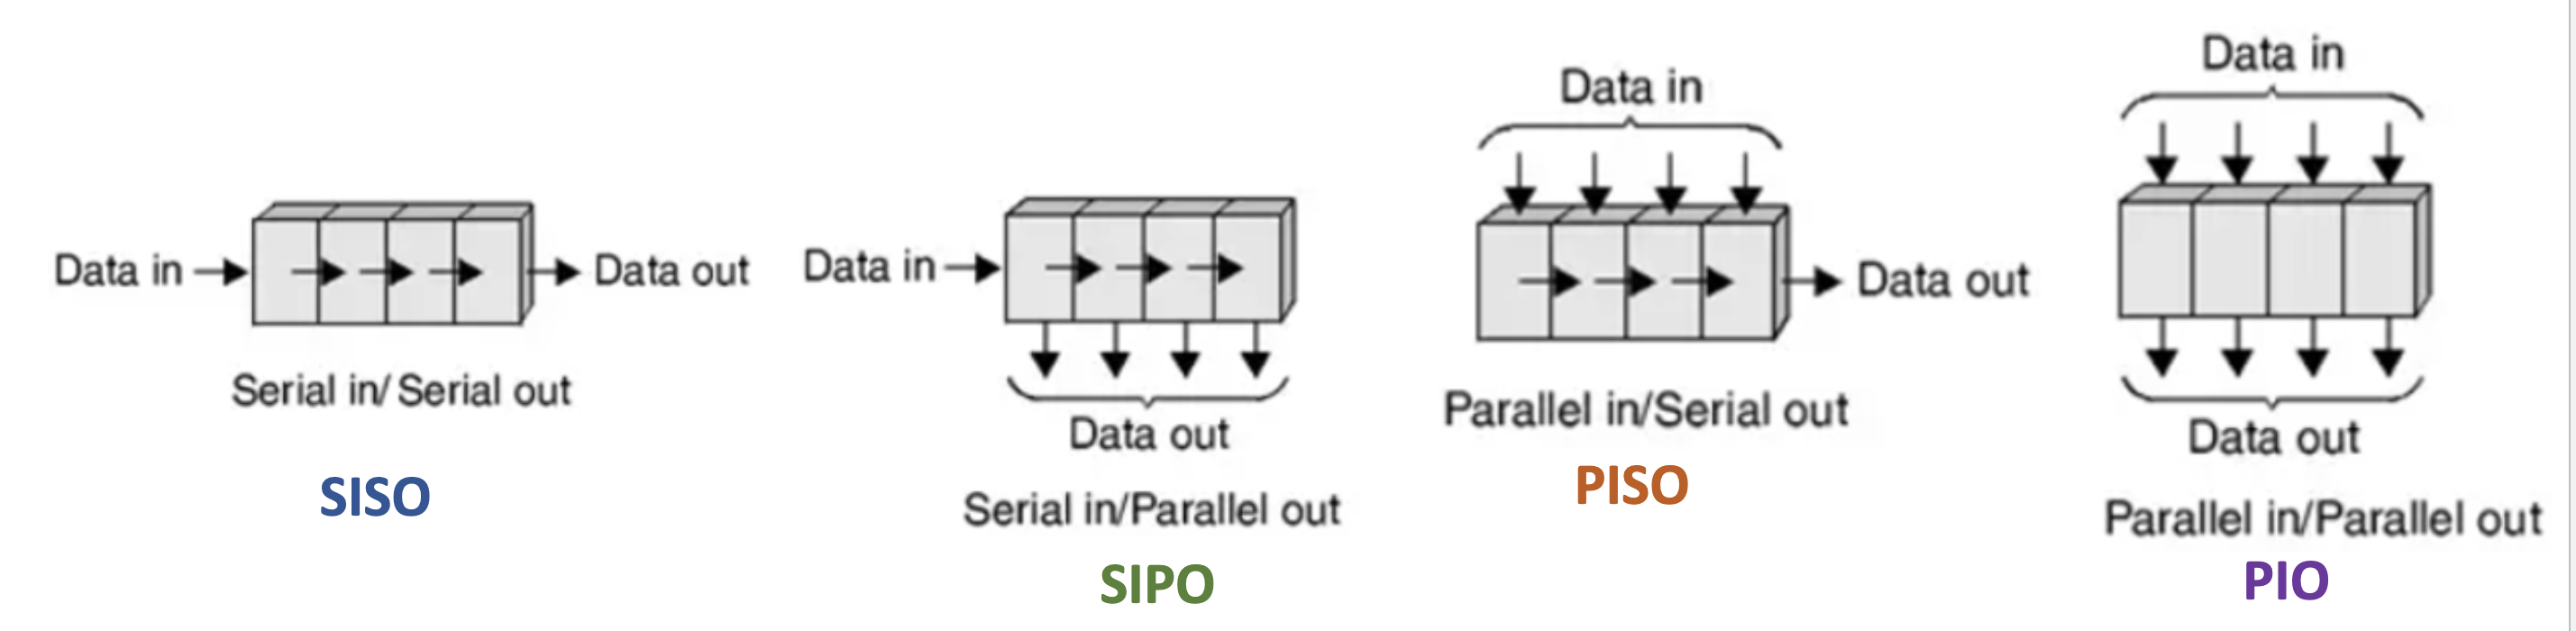 Data in
Data out
Serial in/ Serial out
SISO
Data in
Data out
Serial in/Parallel out
SIPO
Data in
Data out
Parallel in/Serial out
PISO
Data in
Data out
Parallel in/Parallel out
PIO